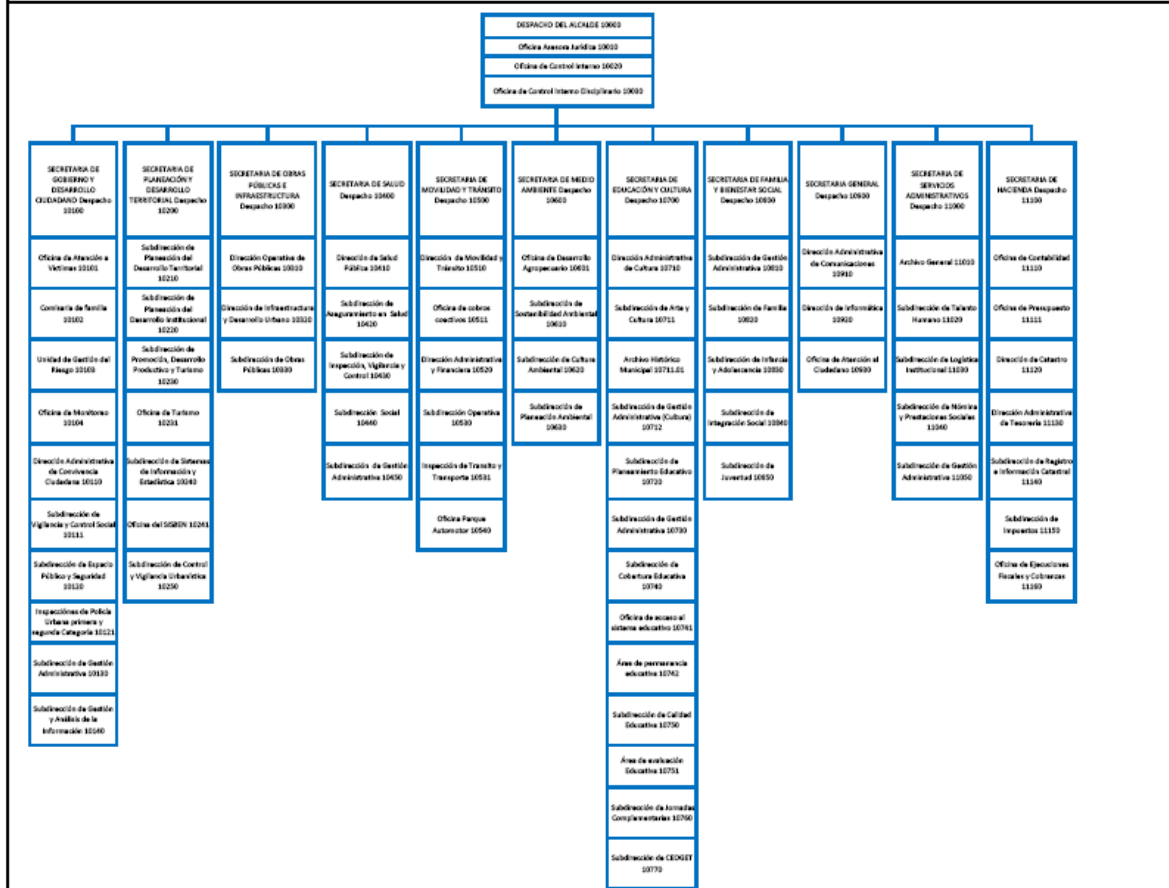 DESPACHO DEL ALCALDE 10000
Oficina Asesora Jurídica 10010
Oficina de Control Interno 10020
Oficina de Control Interno Disciplinario 10030
SECRETARIA DE
GOBIERNO Y
DESARROLLO
CIUDADANO Despacho
10100
Oficina de Atención a
Víctimas 10101
Comisaría de familia
10102
Unidad de Gestión del
Riesgo 10103
Oficina de Monitoreo
10104
Dirección Administrativa
de Convivencia
Ciudadana 10110
Subdirección de
Vigilancia y Control Social
10111
Subdirección de Espacio
Público y Seguridad
Inspecciónes de Policía
Urbana primera y
segunda Categoría 10121
Subdirección de Gestión
Administrativa 10130
Subdirección de Gestión
y Análisis de la
Información 10140
SECRETARIA DE
PLANEACIÓN Y
DESARROLLO
TERRITORIAL Despacho
10200
Subdirección de
Planeación del
Desarrollo Territorial
10210
Subdirección de
Planeación del
Desarrollo Institucional
10220
Subdirección de
Promoción, Desarrollo
Productivo y Turismo
10230
Oficina de Turismo
10231
Subdirección de Sistemas
de Información y
Estadística 10240
Oficina del SISBEN 10241
Subdirección de Control
y Vigilancia Urbanística
10250
SECRETARIA DE OBRAS
PÚBLICAS E
INFRAESTRUCTURA
Despacho 10300
Dirección Operativa de
Obras Públicas 10310
Dirección de Infraestructura
y Desarrollo Urbano 10320
Subdirección de Obras
Públicas 10330
SECRETARIA DE SALUD
Despacho 10400
Dirección de Salud
Pública 10410
Subdirección de
Aseguramiento en Salud
10420
Subdirección de
Inspección, Vigilancia y
Control 10430
Subdirección Social
10440
Subdirección de Gestión
Administrativa 10450
SECRETARIA DE
MOVILIDAD Y TRÁNSITO
Despacho 10500
Dirección de Movilidad y
Tránsito 10510
Oficina de cobros
coactivos 10511
Dirección Administrativa
y Financiera 10520
Subdirección Operativa
10530
Inspección de Transito y
Transporte 10531
Oficina Parque
Automotor 10540
SECRETARIA DE MEDIO
AMBIENTE Despacho
10600
Oficina de Desarrollo
Agropecuario 10601
Subdirección de
Sostenibilidad Ambiental
10610
Subdirección de Cultura
Ambiental 10620
Subdirección de
Planeación Ambiental
10630
SECRETARIA DE
EDUCACIÓN Y CULTURA
Despacho 10700
Dirección Administrativa
de Cultura 10710
Subdirección de Arte y
Cultura 10711
Archivo Histórico
Municipal 10711.01
Subdirección de Gestión
Administrativa (Cultura)
10712
Subdirección de
Planeamiento Educativo
10720
Subdirección de Gestión
Administrativa 10730
Subdirección de
Cobertura Educativa
10740
Oficina de acceso al
sistema educativo 10741
Área de permanencia
educativa 10742
Subdirección de Calidad
Educativa 10750
Área de evaluación
Educativa 10751
Subdirección de Jornadas
Complementarias 10760
Subdirección de
10770
SECRETARIA DE FAMILIA
Y BIENESTAR SOCIAL
Despacho 10800
Subdirección de Gestión
Administrativa 10810
Subdirección de Familia
10820
Subdirección de Infancia
y Adolescencia 10830
Subdirección de
Integración Social 10840
Subdirección de
Juventud 10850
SECRETARIA GENERAL
Despacho 10900
Dirección Administrativa
de Comunicaciones
10910
Dirección de Informática
10920
Oficina de Atención al
Ciudadano 10930
SECRETARIA DE
SERVICIOS
ADMINISTRATIVOS
Despacho 11000
Archivo General 11010
Subdirección de Talento
Humano 11020
Subdirección de Logística
Institucional 11030
Subdirección de Nómina
y Prestaciones Sociales
11040
Subdirección de Gestión
Administrativa 11050
SECRETARIA DE
HACIENDA Despacho
11100
Oficina de Contabilidad
11110
Oficina de Presupuesto
11111
Dirección de Catastro
11120
Dirección Administrativa
de Tesorería 11130
Subdirección de Registro
e Información Catastral
11140
Subdirección de
Impuestos 11150
Oficina de Ejecuciones
Fiscales y Cobranzas
11160